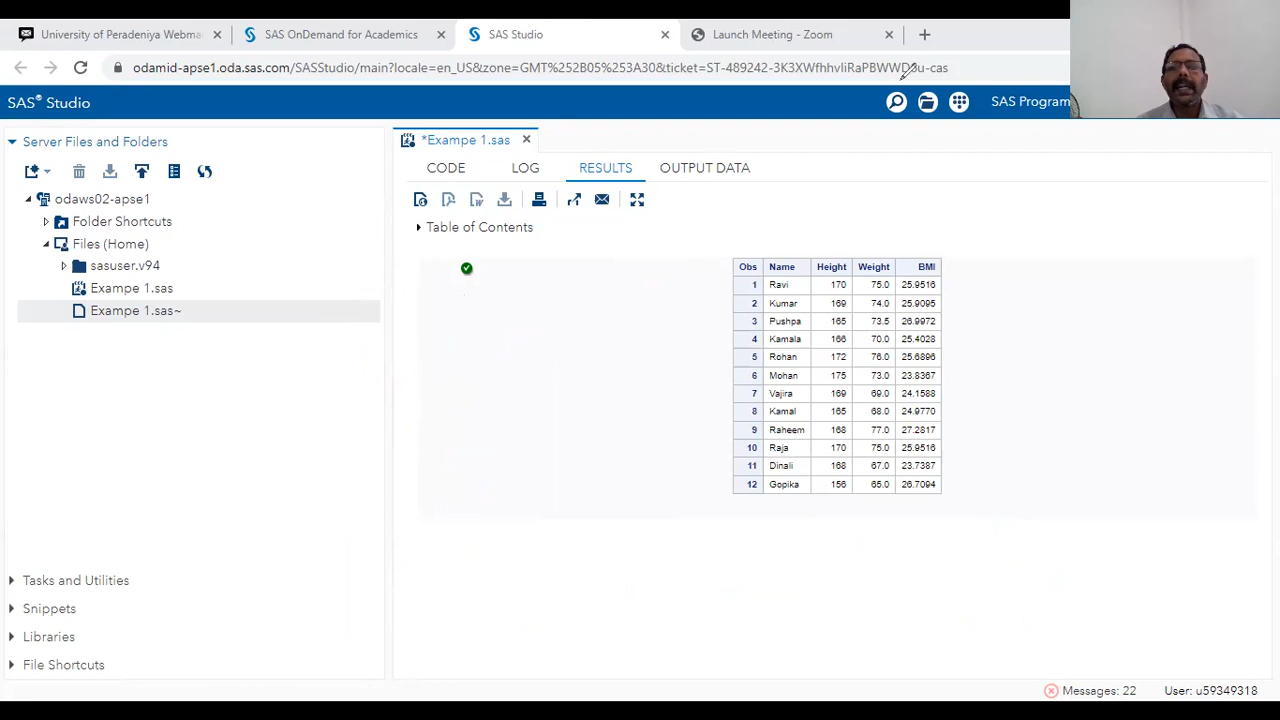 University of Peradeniya Webma
SAS OnDemand for Academics
SAS Studio
Launch Meeting - Zoom
odamid-apse1.oda.sas.com/SASStudio/main?locale=en_US&zone=GMT%252B05%253A30&ticket=ST-489242-3K3XWfhhvIiRaPBWWD3u-cas
SAS® Studio
SAS Program
Server Files and Folders
odaws02-apse1
Folder Shortcuts
Files (Home)
sasuser.v94
Exampe 1.sas
Exampe 1.sas~
Tasks and Utilities
Snippets
Libraries
File Shortcuts
*Exampe 1.sas
CODE LOG RESULTS OUTPUT DATA
Table of Contents
Obs Name Height Weight BMI
1 Ravi 170 75.0 25.9516
2 Kumar 169 74.0 25.9095
3 Pushpa 165 73.5 26.9972
4 Kamala 166 70.0 25.4028
5 Rohan 172 76.0 25.6896
6 Mohan 175 73.0 23.8367
7 Vajira 169 69.0 24.1588
8 Kamal 165 68.0 24.9770
9 Raheem 168 77.0 27.2817
10 Raja 170 75.0 25.9516
11 Dinali 168 67.0 23.7387
12 Gopika 156 65.0 26.7094
Messages: 22
User: u59349318